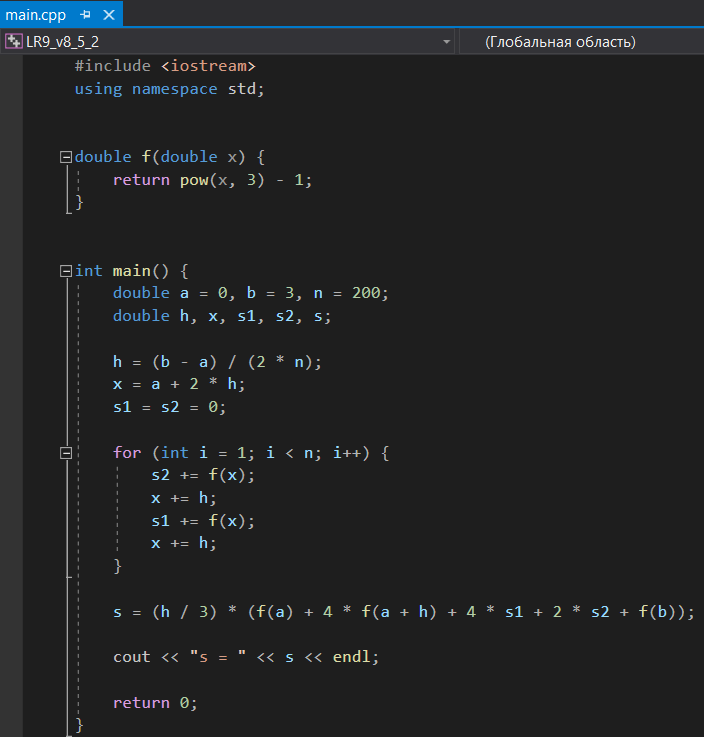 main.cpp
LR9_v8_5_2 (Глобальная область)
#include <iostream>
using namespace std;
double f(double x) {
return pow(x, 3) - 1;
}
int main() {
double a = 0, b = 3, n = 200;
double h, x, s1, s2, s;
h = (b - a) / (2 * n);
x = a + 2 * h;
s1 = s2 = 0;
for (int i = 1; i < n; i++) {
s2 += f(x);
x += h;
s1 += f(x);
x += h;
}
s = (h / 3) * (f(a) + 4 * f(a + h) + 4 * s1 + 2 * s2 + f(b));
cout << "s = " << s << endl;
return 0;
}